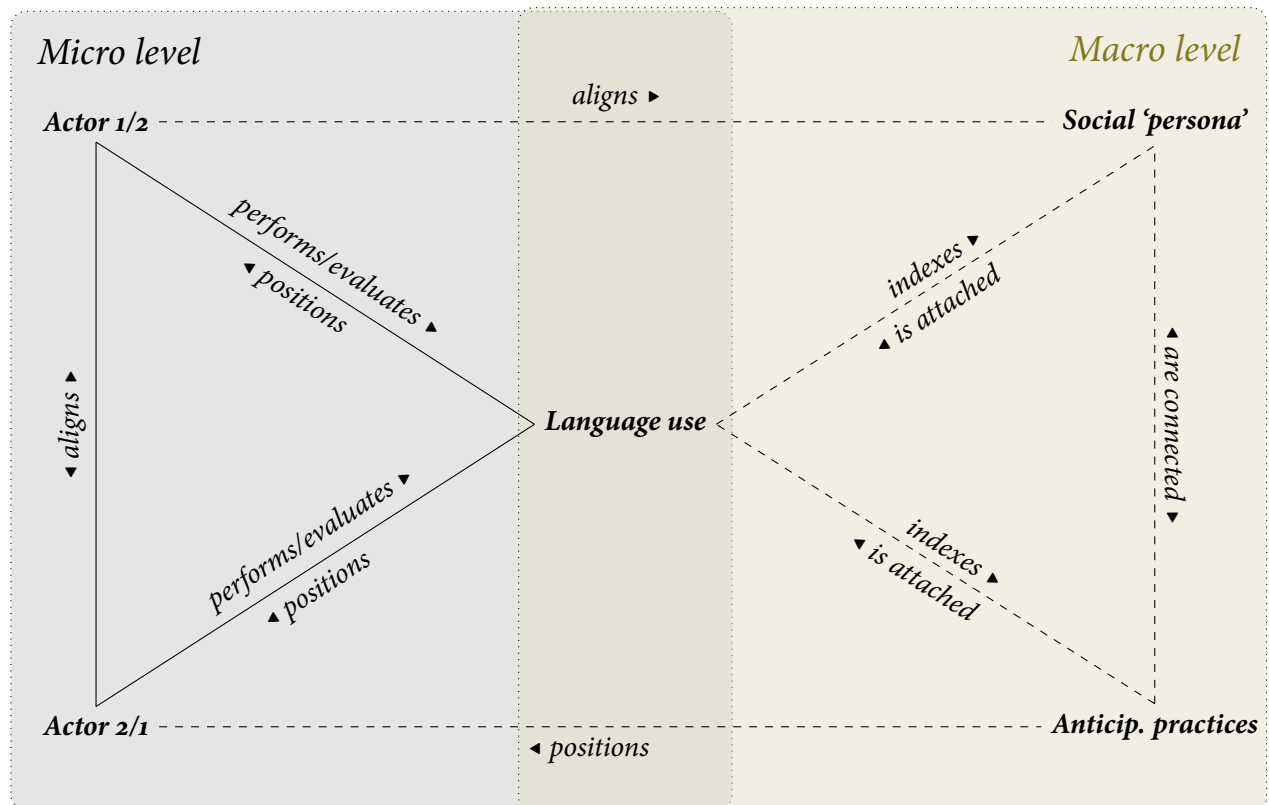 Micro level
Macro level
aligns ►
Actor 1/2
Social ‘persona’
performs/evaluates ►
◄ positions
indexes ►
◄ is attached
◄ aligns ►
Language use
◄ are connected ►
performs/evaluates ►
◄ positions
indexes ►
◄ is attached
Actor 2/1
Anticip. practices
◄ positions